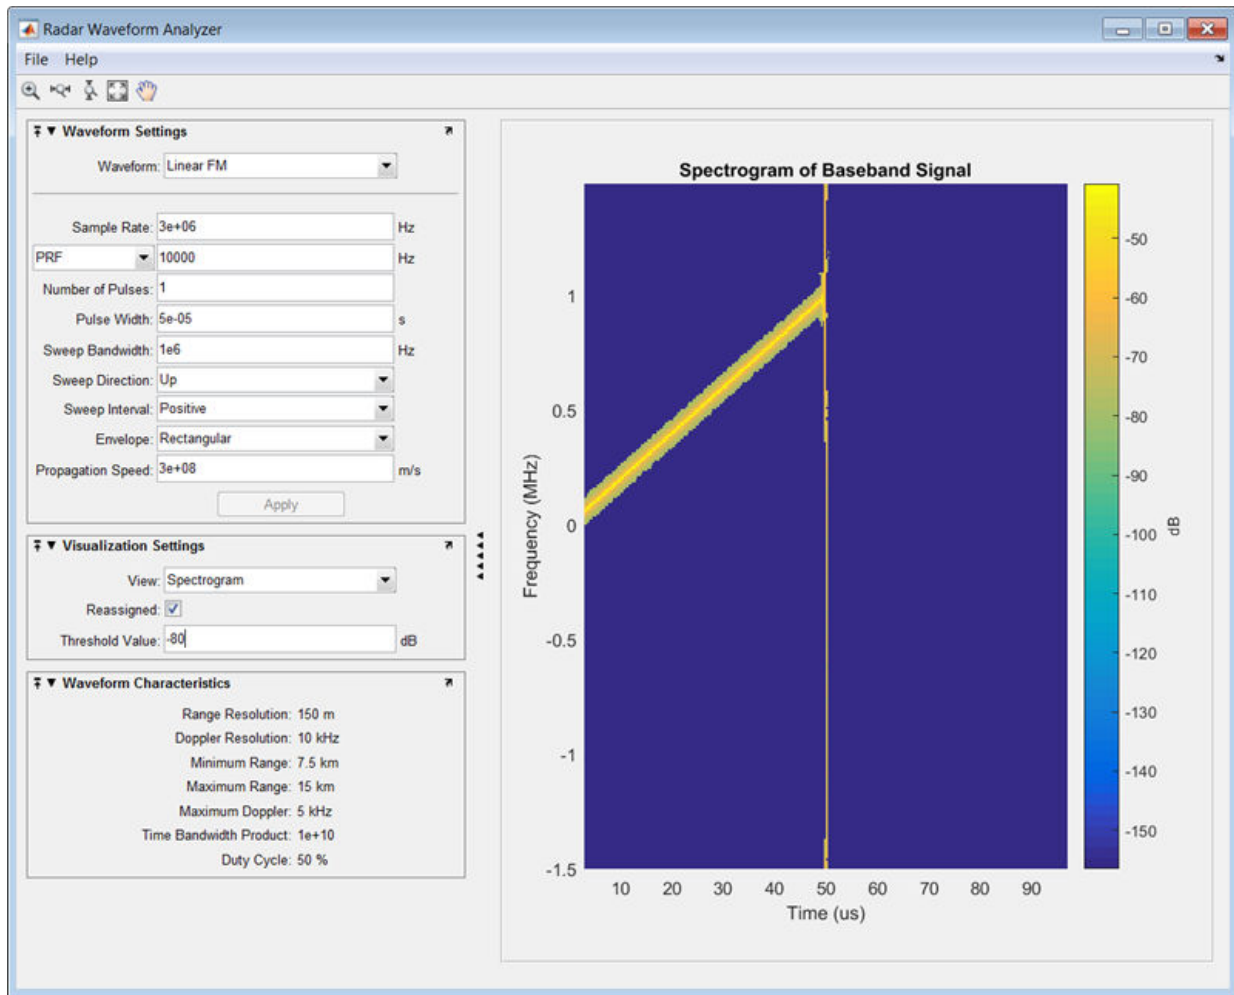 Radar Waveform Analyzer
File Help
Waveform Settings
Waveform: Linear FM
Sample Rate: 3e+06 Hz
PRF 10000 Hz
Number of Pulses: 1
Pulse Width: 5e-05 s
Sweep Bandwidth: 1e6 Hz
Sweep Direction: Up
Sweep Interval: Positive
Envelope: Rectangular
Propagation Speed: 3e+08 m/s
Apply
Visualization Settings
View: Spectrogram
Reassigned:
Threshold Value: -80 dB
Waveform Characteristics
Range Resolution: 150 m
Doppler Resolution: 10 kHz
Minimum Range: 7.5 km
Maximum Range: 15 km
Maximum Doppler: 5 kHz
Time Bandwidth Product: 1e+10
Duty Cycle: 50 %
Spectrogram of Baseband Signal
Frequency (MHz)
1
0.5
0
-0.5
-1
-1.5
10 20 30 40 50 60 70 80 90
Time (us)
-50
-60
-70
-80
-90
-100
-110
-120
-130
-140
-150
dB